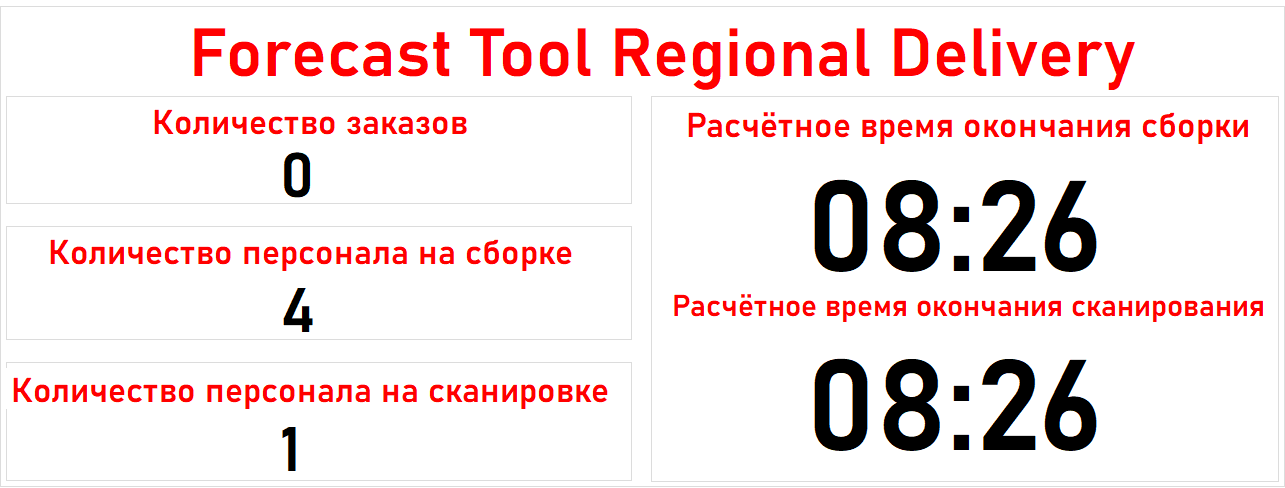 Forecast Tool Regional Delivery
Количество заказов
0
Количество персонала на сборке
4
Количество персонала на сканировке
1
Расчётное время окончания сборки
08:26
Расчётное время окончания сканирования
08:26